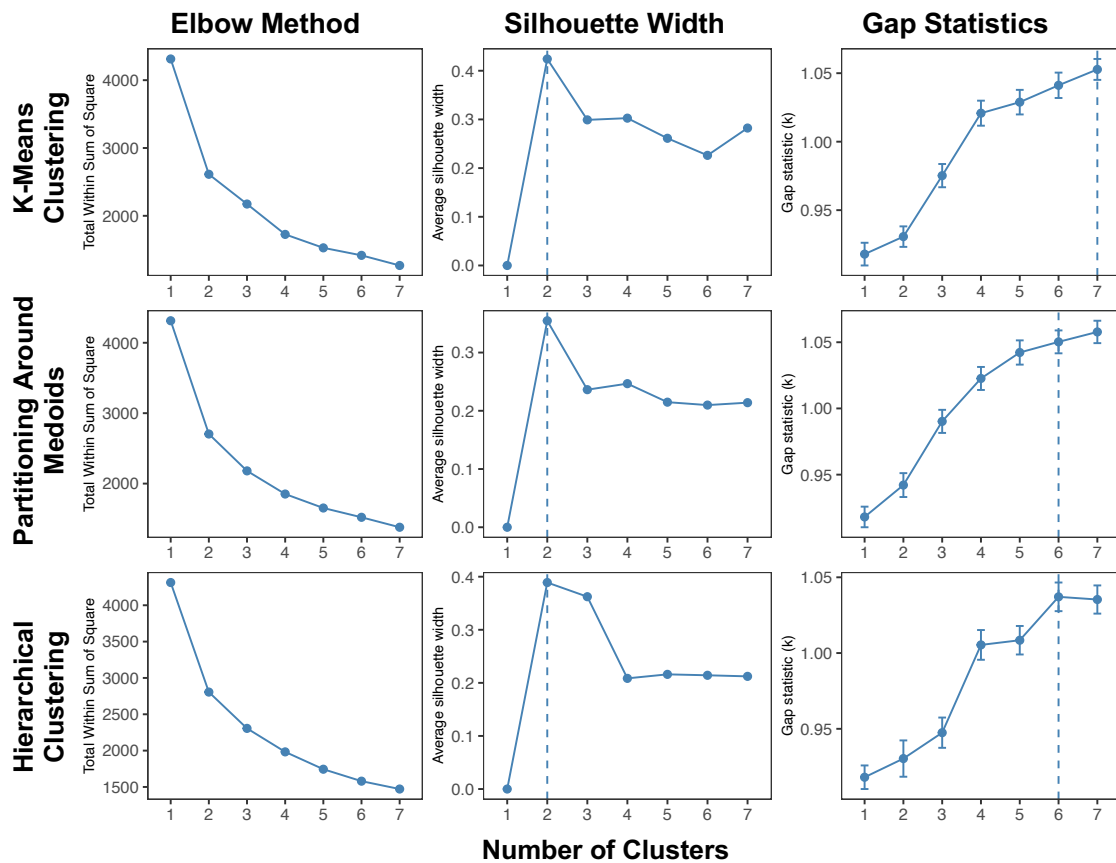 Elbow Method
Silhouette Width
Gap Statistics
K-Means
Clustering
Total Within Sum of Square
4000
3000
2000
1 2 3 4 5 6 7
Average silhouette width
0.4
0.3
0.2
0.1
0.0
1 2 3 4 5 6 7
Gap statistic (k)
1.05
1.00
0.95
1 2 3 4 5 6 7
Partitioning Around
Medoids
Total Within Sum of Square
4000
3000
2000
1 2 3 4 5 6 7
Average silhouette width
0.3
0.2
0.1
0.0
1 2 3 4 5 6 7
Gap statistic (k)
1.05
1.00
0.95
1 2 3 4 5 6 7
Hierarchical
Clustering
Total Within Sum of Square
4000
3500
3000
2500
2000
1500
1 2 3 4 5 6 7
Average silhouette width
0.4
0.3
0.2
0.1
0.0
1 2 3 4 5 6 7
Gap statistic (k)
1.05
1.00
0.95
1 2 3 4 5 6 7
Number of Clusters